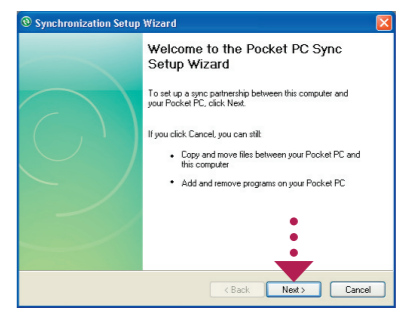 Synchronization Setup Wizard
Welcome to the Pocket PC Sync
Setup Wizard
To set up a sync partnership between this computer and
your Pocket PC, click Next.
If you click Cancel, you can still:
• Copy and move files between your Pocket PC and
this computer
• Add and remove programs on your Pocket PC
< Back Next > Cancel